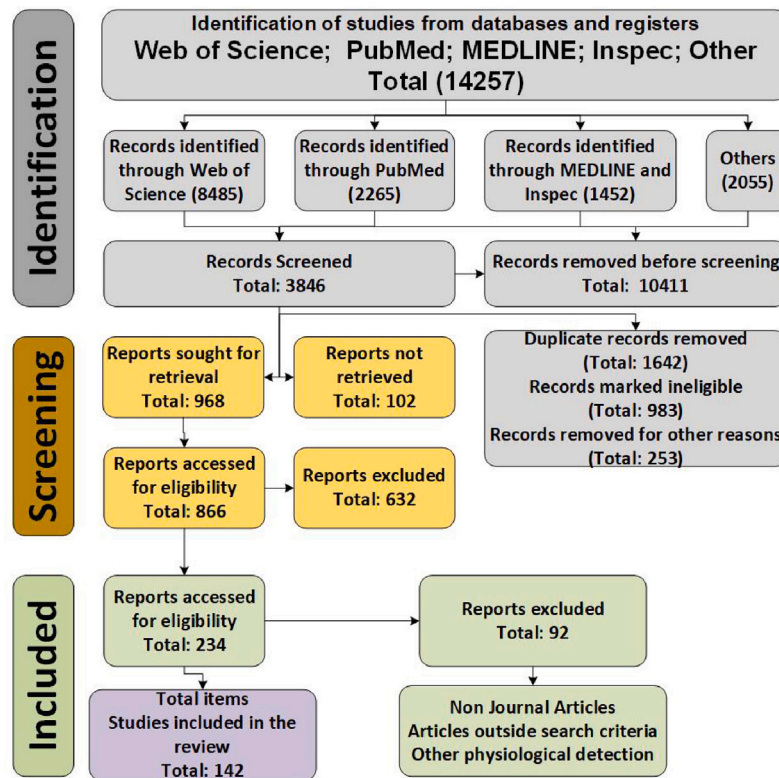 Identification
Identification of studies from databases and registers
Web of Science; PubMed; MEDLINE; Inspec; Other
Total (14257)
Records identified
through Web of
Science (8485)
Records identified
through PubMed
(2265)
Records identified
through MEDLINE and
Inspec (1452)
Others
(2055)
Records Screened
Total: 3846
Records removed before screening
Total: 10411
Screening
Reports sought for
retrieval
Total: 968
Reports not
retrieved
Total: 102
Duplicate records removed
(Total: 1642)
Records marked ineligible
(Total: 983)
Records removed for other reasons
(Total: 253)
Reports accessed
for eligibility
Total: 866
Reports excluded
Total: 632
Included
Reports accessed
for eligibility
Total: 234
Reports excluded
Total: 92
Total items
Studies included in the
review
Total: 142
Non Journal Articles
Articles outside search criteria
Other physiological detection